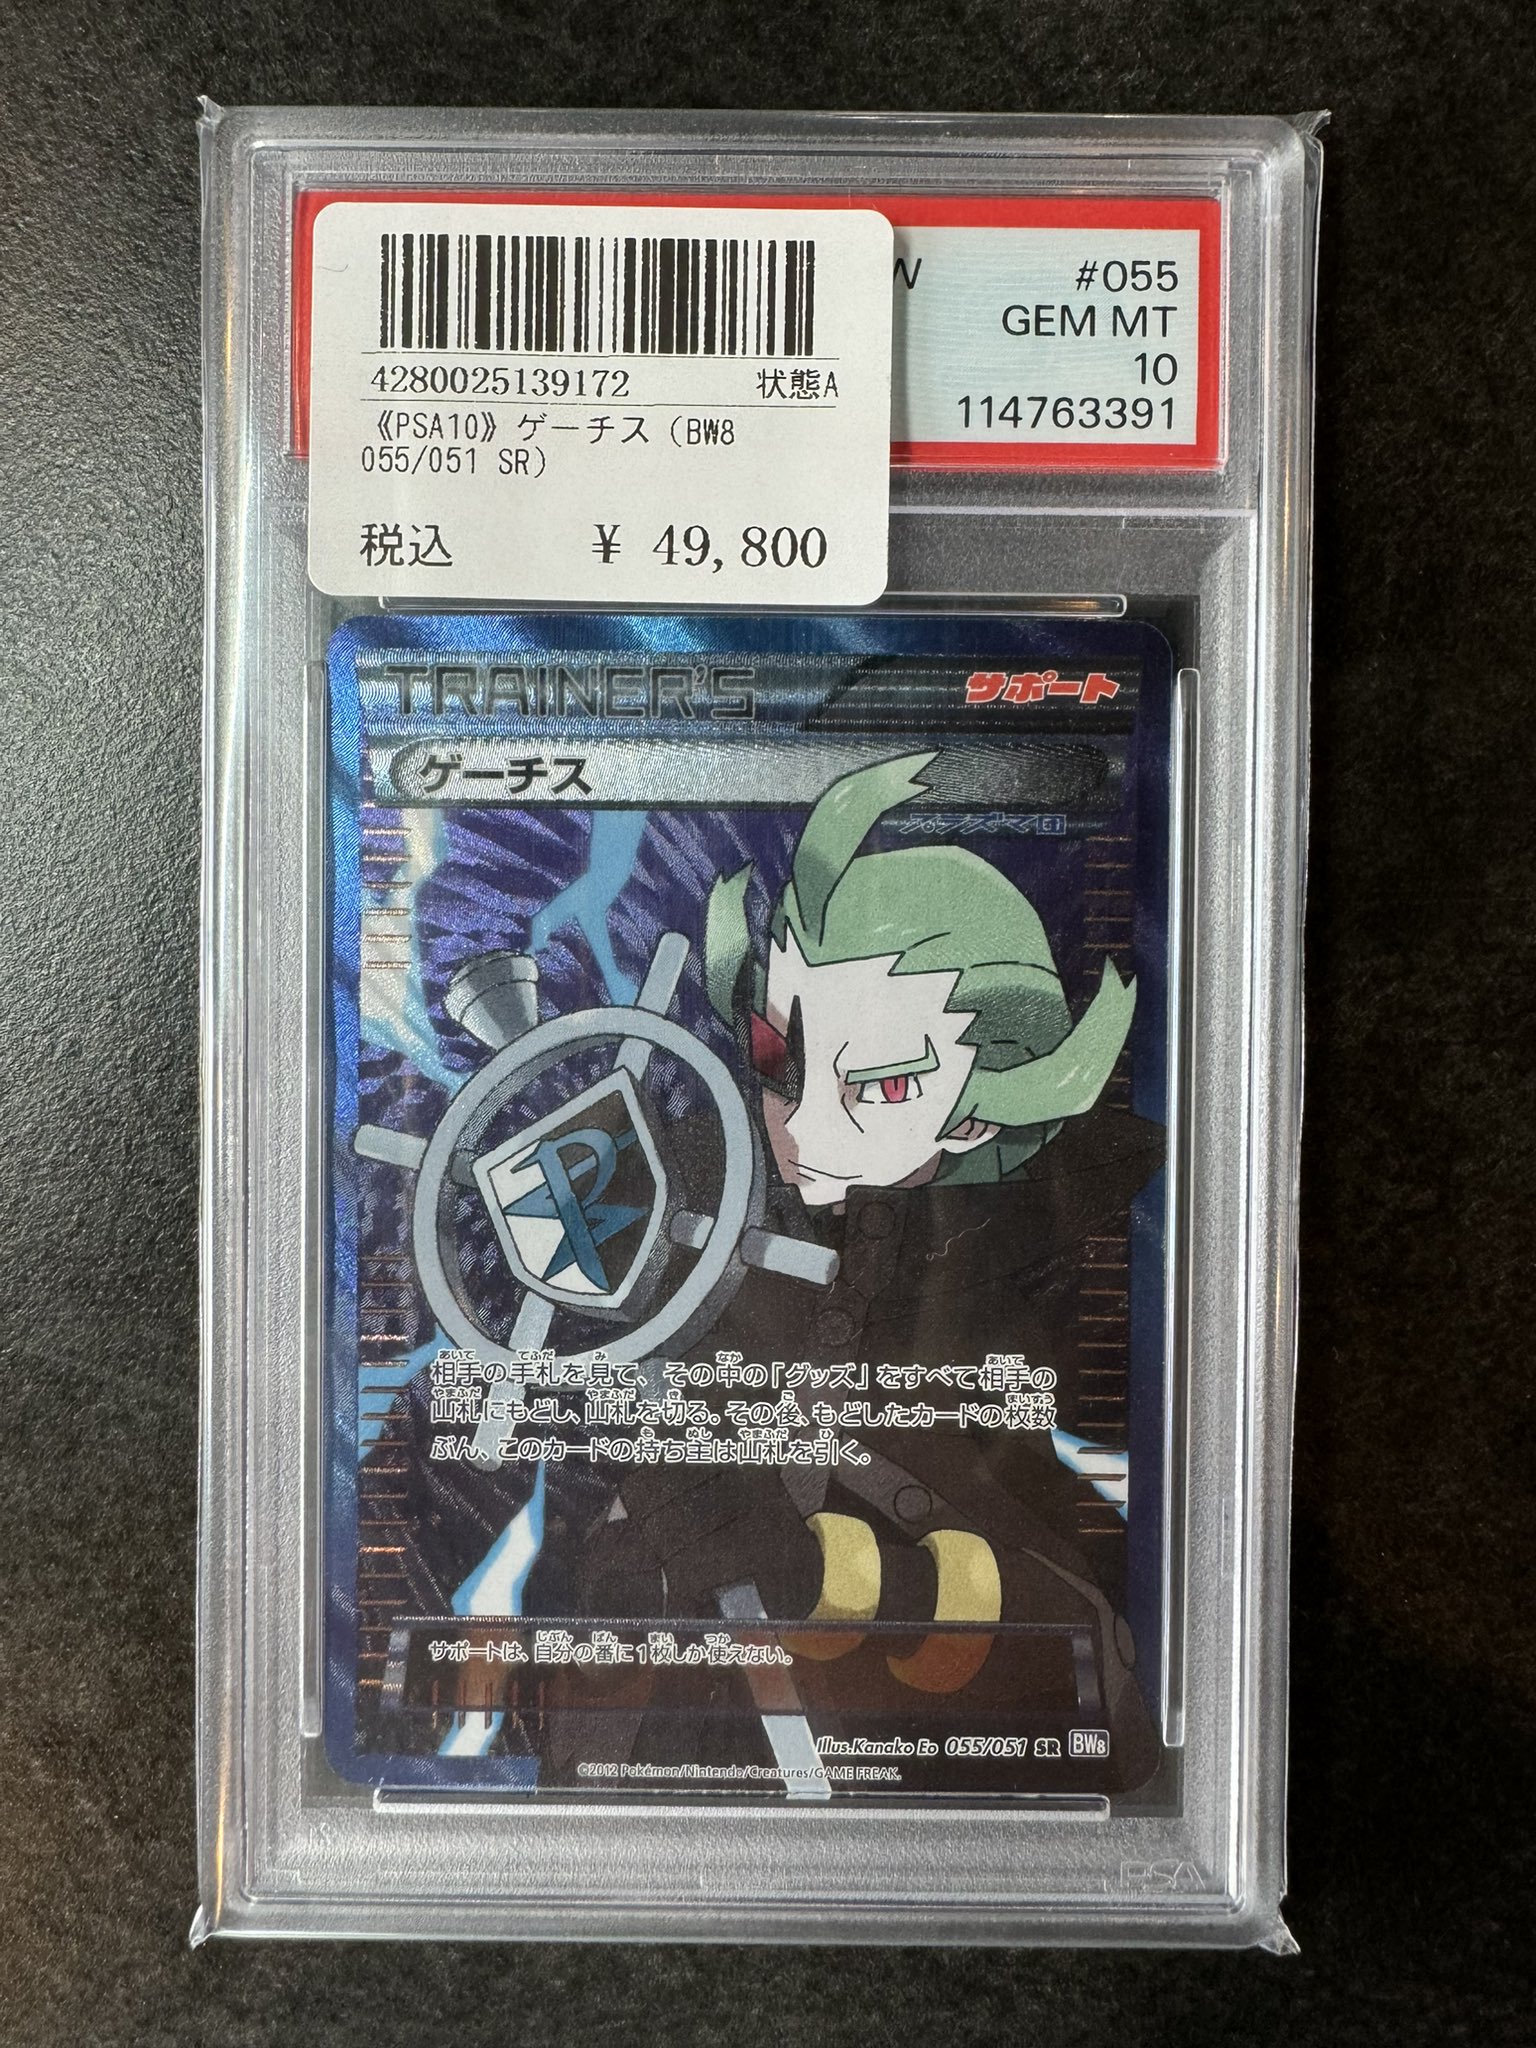 4280025139172 状態A
《PSA10》ゲーチス(BW8
055/051 SR)
税込 ¥ 49,800
#055
GEM MT
10
114763391
TRAINER'S サポート
ゲーチス
プラズマ団
相手の手札を見て、その中の「グッズ」をすべて相手の
山札にもどし、山札を切る。その後、もどしたカードの枚数
ぶん、このカードの持ち主は山札を引く。
サポートは、自分の番に1枚しか使えない。
Illus.Kanako Eo 055/051 SR BW8
©2012 Pokémon/Nintendo/Creatures/GAME FREAK.
PSA